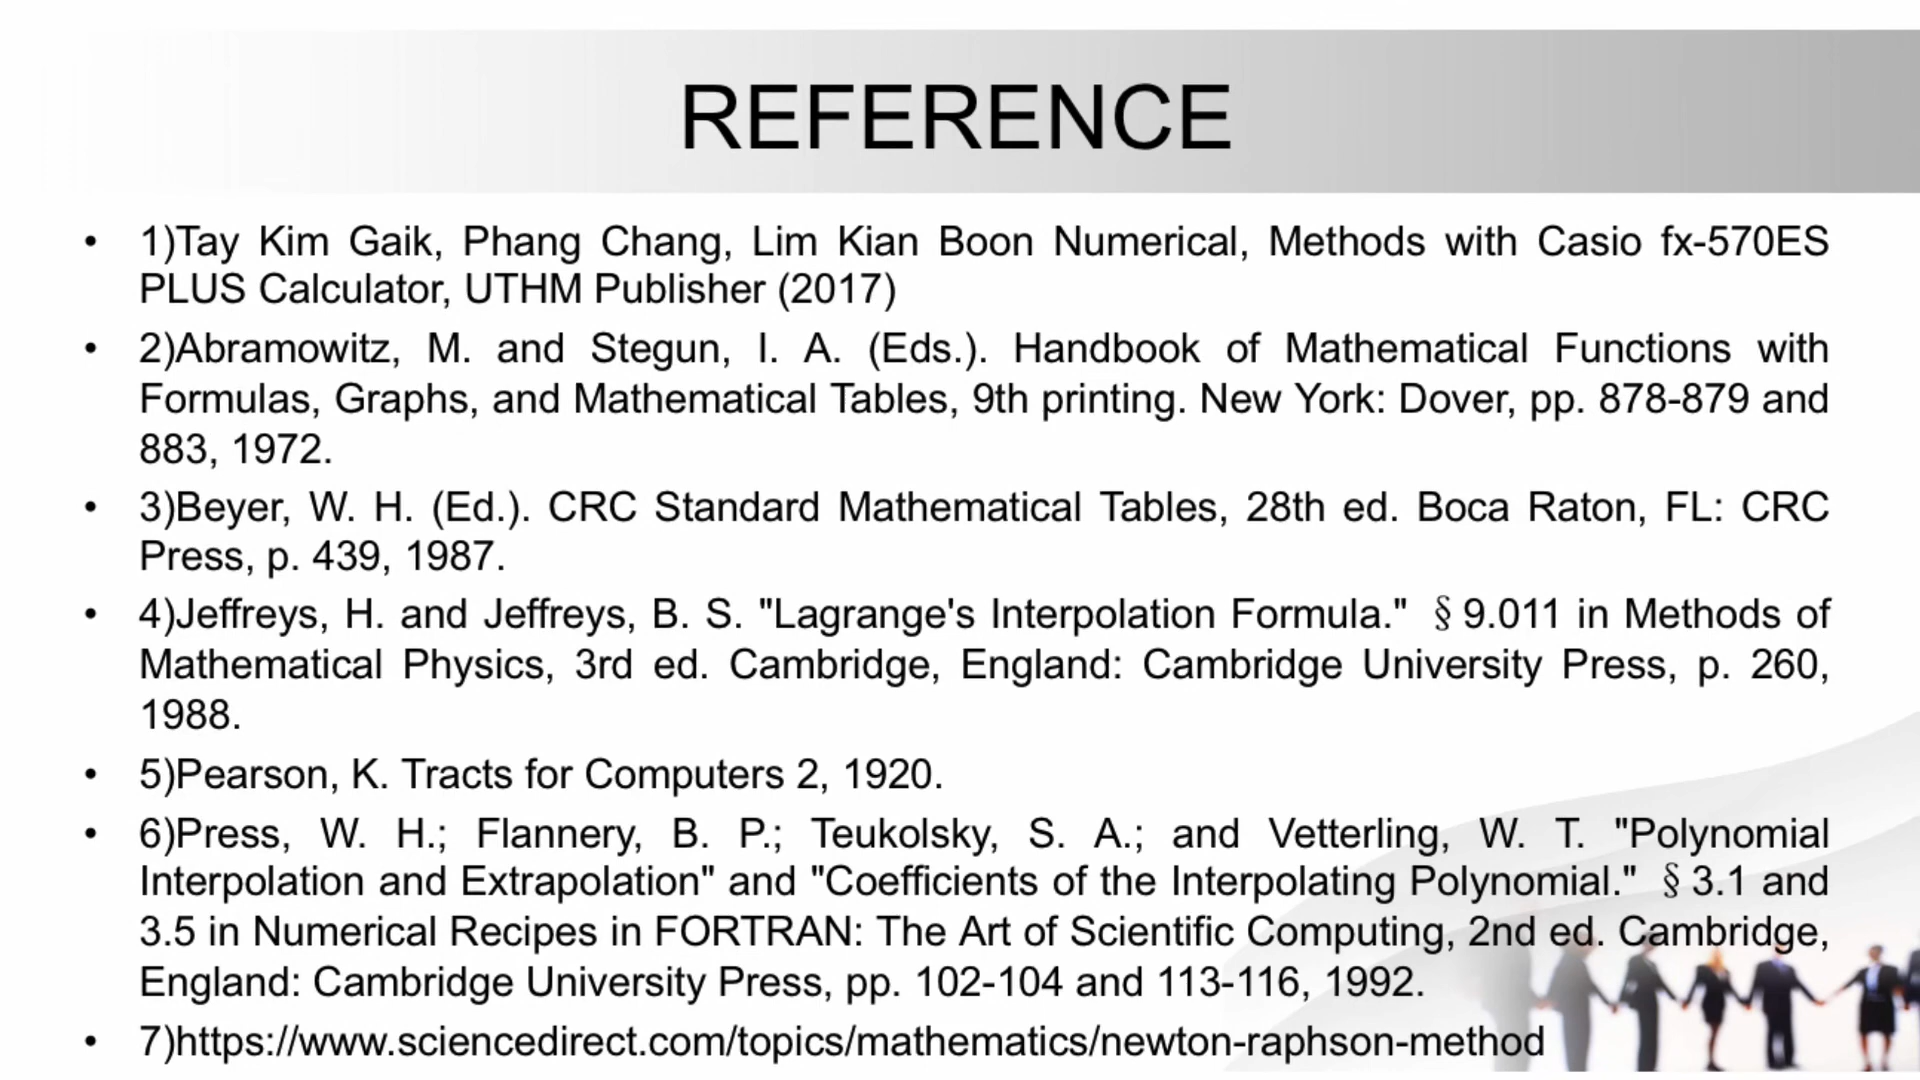 REFERENCE
• 1)Tay Kim Gaik, Phang Chang, Lim Kian Boon Numerical, Methods with Casio fx-570ES
PLUS Calculator, UTHM Publisher (2017)
• 2)Abramowitz, M. and Stegun, I. A. (Eds.). Handbook of Mathematical Functions with
Formulas, Graphs, and Mathematical Tables, 9th printing. New York: Dover, pp. 878-879 and
883, 1972.
• 3)Beyer, W. H. (Ed.). CRC Standard Mathematical Tables, 28th ed. Boca Raton, FL: CRC
Press, p. 439, 1987.
• 4)Jeffreys, H. and Jeffreys, B. S. "Lagrange's Interpolation Formula." §9.011 in Methods of
Mathematical Physics, 3rd ed. Cambridge, England: Cambridge University Press, p. 260,
1988.
• 5)Pearson, K. Tracts for Computers 2, 1920.
• 6)Press, W. H.; Flannery, B. P.; Teukolsky, S. A.; and Vetterling, W. T. "Polynomial
Interpolation and Extrapolation" and "Coefficients of the Interpolating Polynomial." §3.1 and
3.5 in Numerical Recipes in FORTRAN: The Art of Scientific Computing, 2nd ed. Cambridge,
England: Cambridge University Press, pp. 102-104 and 113-116, 1992.
• 7)https://www.sciencedirect.com/topics/mathematics/newton-raphson-method